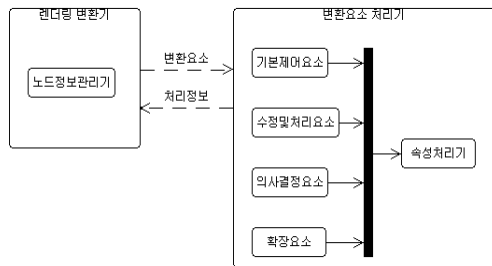 렌더링 변환기
변환요소 처리기
노드정보관리기
변환요소
처리정보
기본제어요소
수정및처리요소
의사결정요소
확장요소
속성처리기